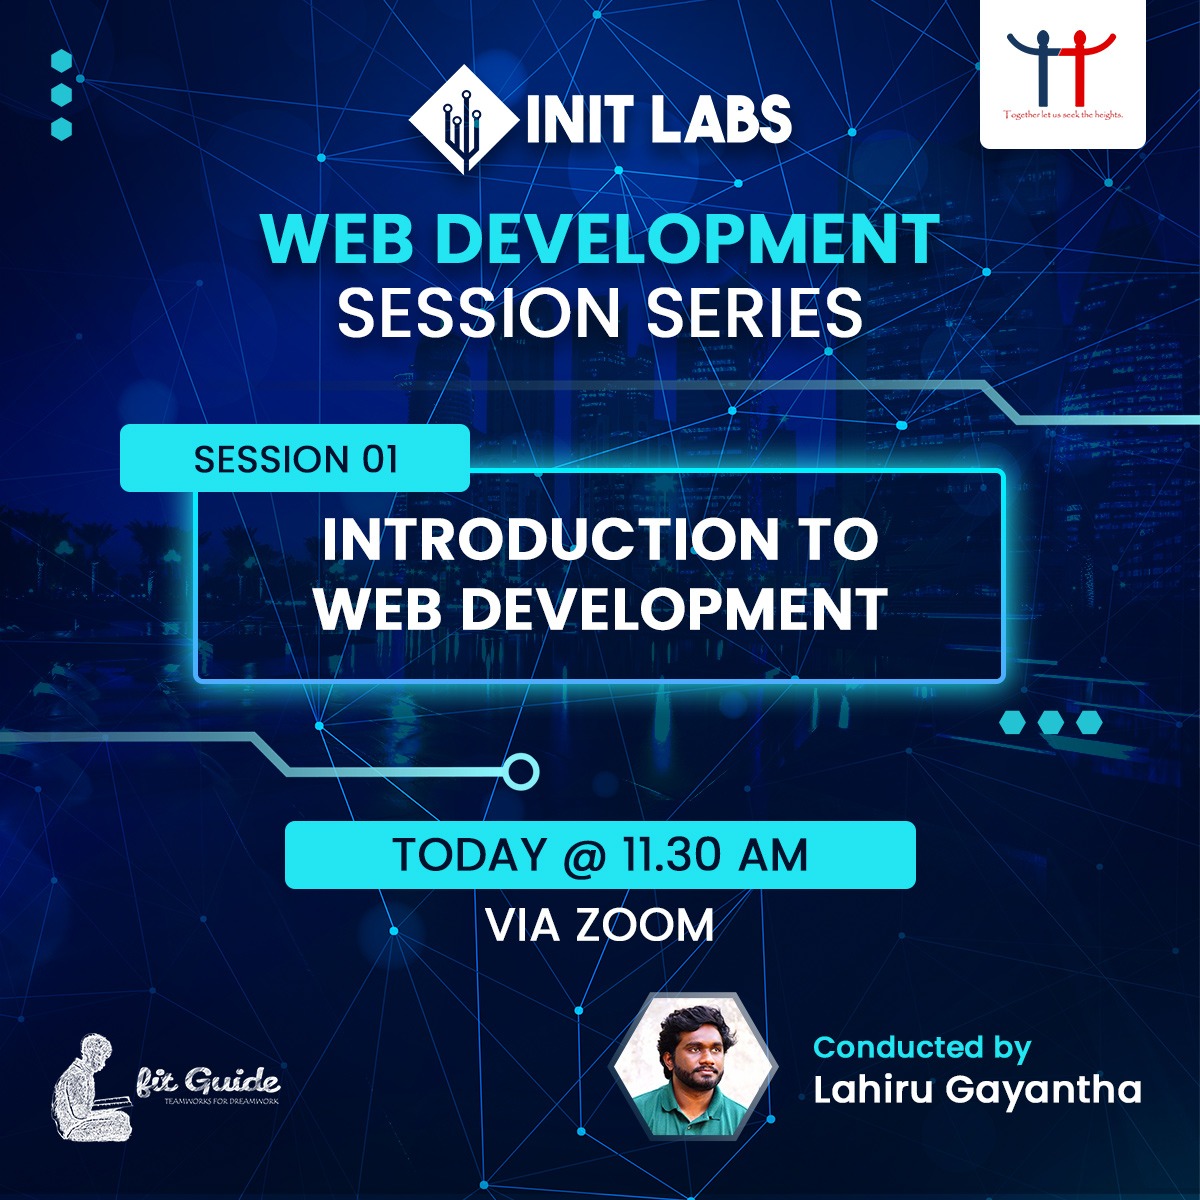 INIT LABS
Together let us seek the heights.
WEB DEVELOPMENT
SESSION SERIES
SESSION 01
INTRODUCTION TO
WEB DEVELOPMENT
TODAY @ 11.30 AM
VIA ZOOM
fit Guide
TEAMWORKS FOR DREAMWORK
Conducted by
Lahiru Gayantha